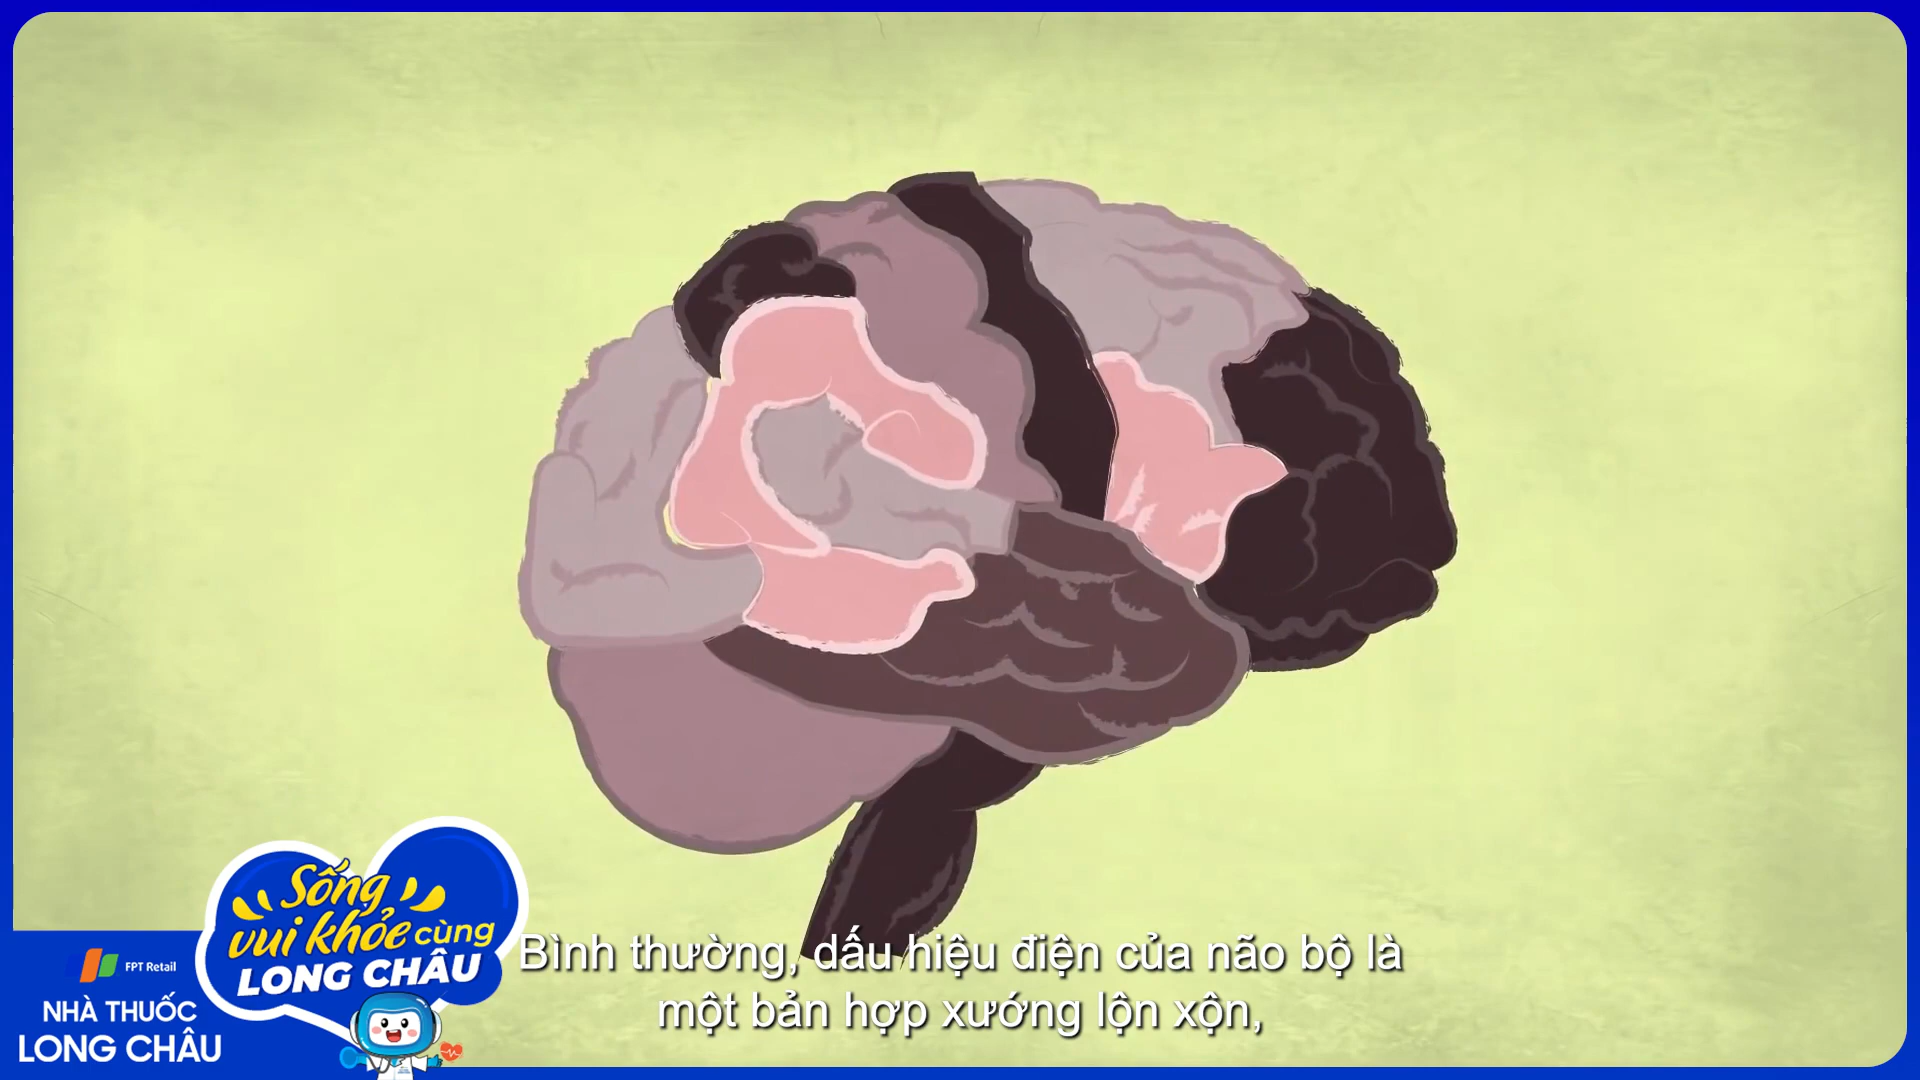 Sống
vui khỏe cùng
LONG CHÂU
FPT Retail
NHÀ THUỐC
LONG CHÂU
Bình thường, dấu hiệu điện của não bộ là
một bản hợp xướng lộn xộn,